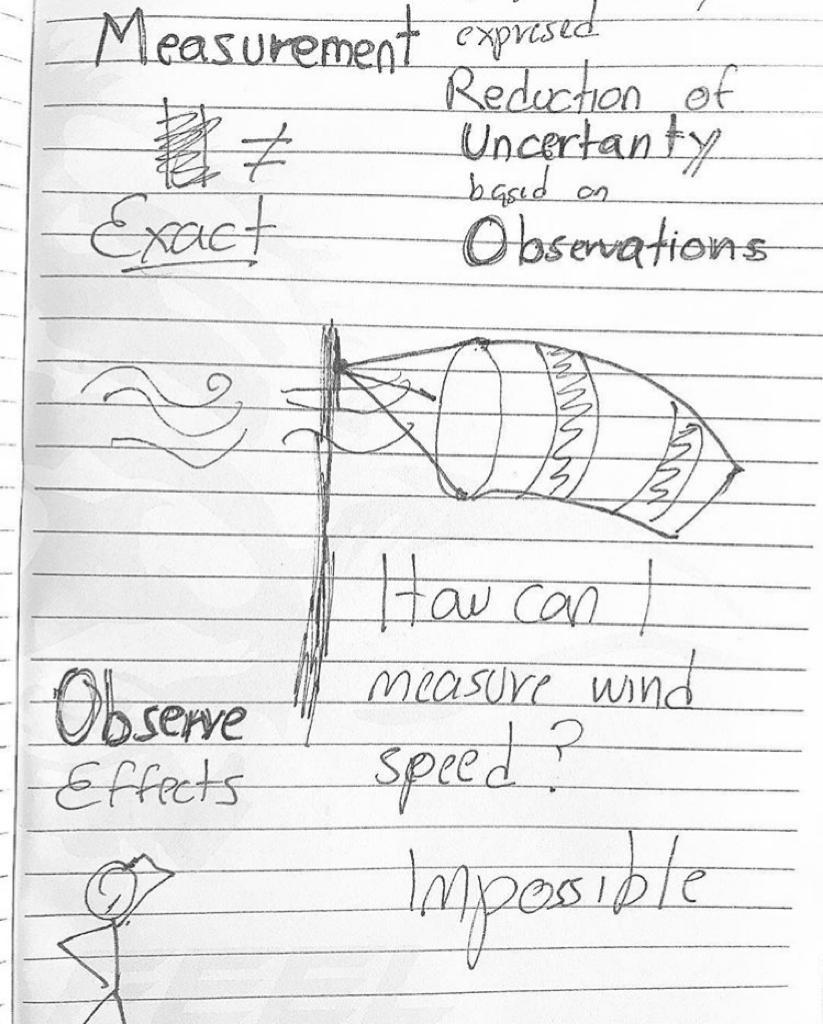 Measurement
≠
Exact
expresed
Reduction of
Uncertanty
based on
Observations
How can I
measure wind
speed?
Observe
Effects
Impossible